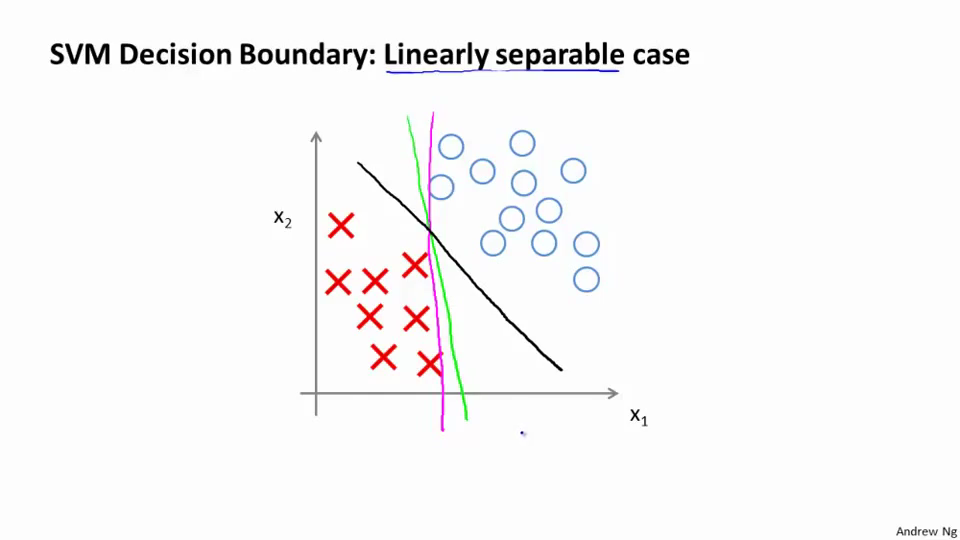 SVM Decision Boundary: Linearly separable case
x2
x1
Andrew Ng